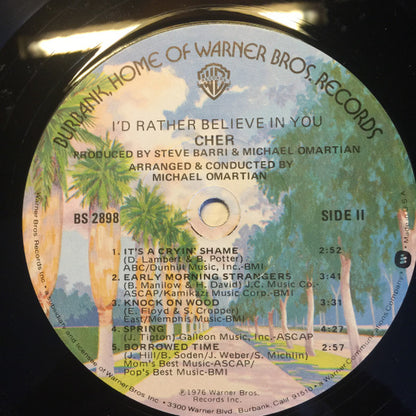 BURBANK, HOME OF WARNER BROS. RECORDS
I'D RATHER BELIEVE IN YOU
CHER
PRODUCED BY STEVE BARRI & MICHAEL OMARTIAN
ARRANGED & CONDUCTED BY
MICHAEL OMARTIAN
BS 2898
SIDE II
1. IT'S A CRYIN' SHAME 2:52
(D. Lambert & B. Potter)
ABC/Dunhill Music, Inc.-BMI
2. EARLY MORNING STRANGERS 3:41
(B. Manilow & H. David) J.C. Music Co.-
ASCAP/Kamikazi Music Corp.-BMI
3. KNOCK ON WOOD 3:31
(E. Floyd & S. Cropper)
East/Memphis Music-BMI
4. SPRING 4:27
(J. Tipton) Galleon Music, Inc.-ASCAP
5. BORROWED TIME 2:57
(J. Hill/B. Soden/J. Weber/S. Michlin)
Mom's Best Music-ASCAP/
Pop's Best Music-BMI
℗1976 Warner Bros.
Records Inc.
Warner Bros. Records Inc.
3300 Warner Blvd., Burbank, Calif. 91510